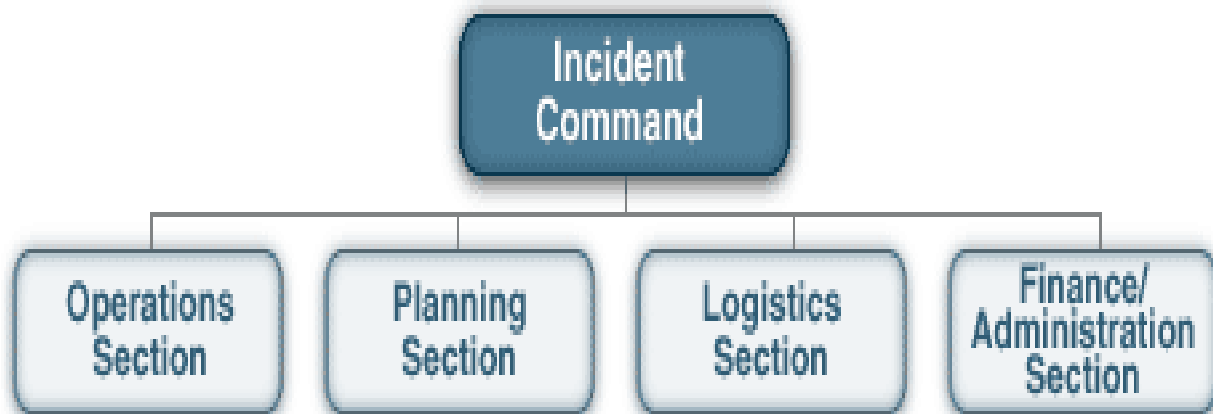 Incident
Command
Operations
Section
Planning
Section
Logistics
Section
Finance/
Administration
Section